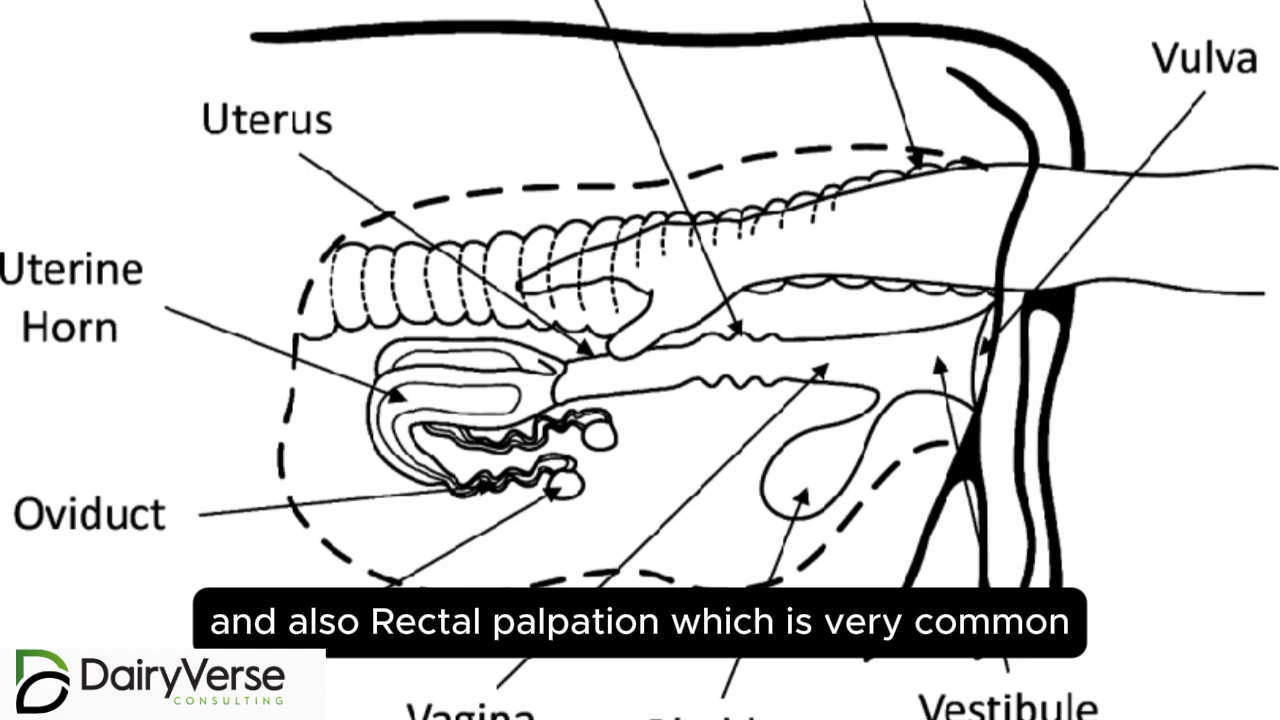 Vulva
Uterus
Uterine
Horn
Oviduct
and also Rectal palpation which is very common
DairyVerse
CONSULTING
Vagina
Vestibule